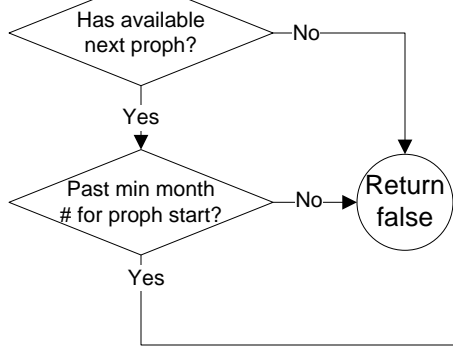 Has available
next proph?
No
Yes
Past min month
# for proph start?
No
Return
false
Yes